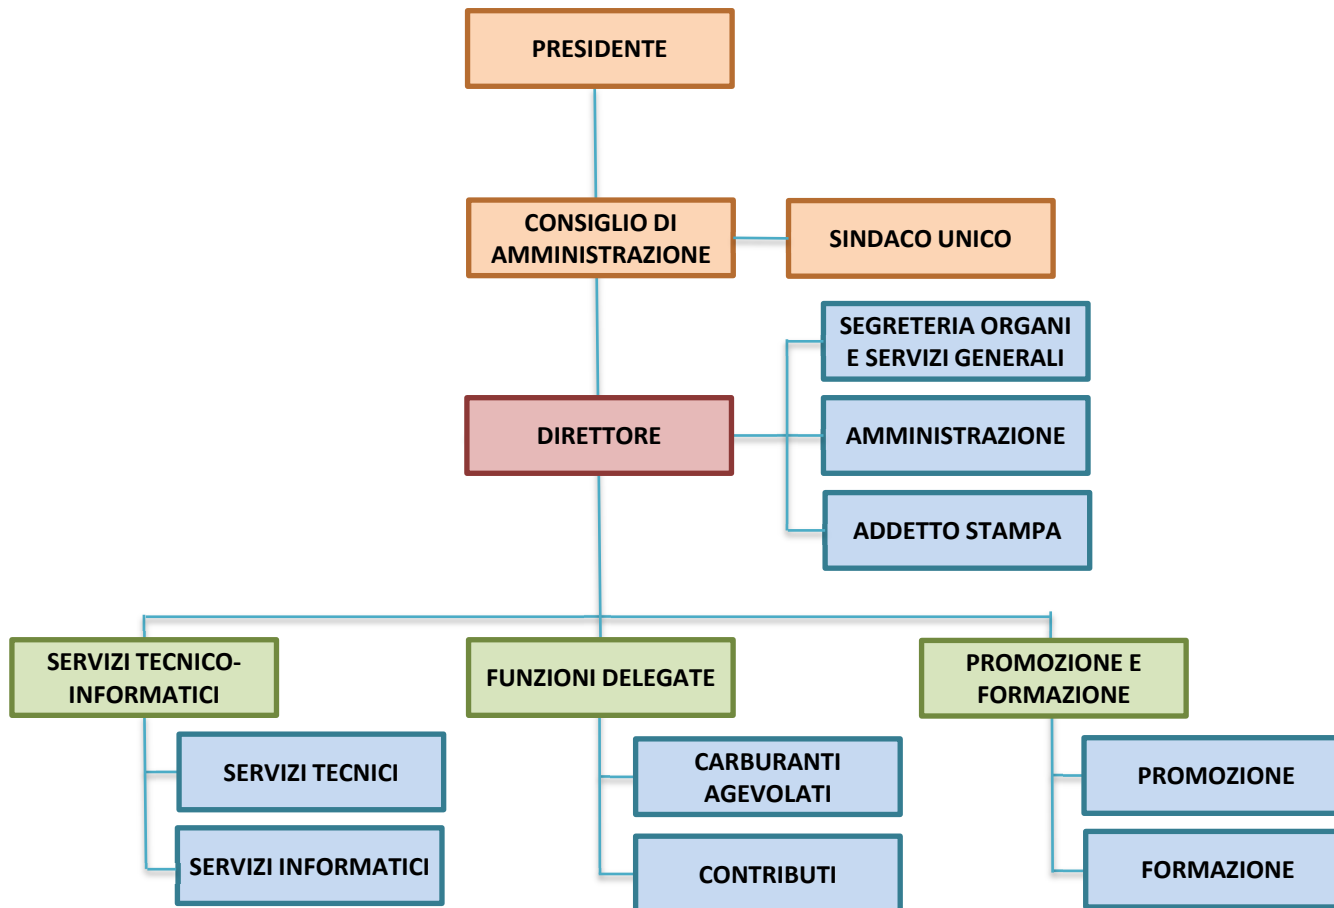 PRESIDENTE
CONSIGLIO DI
AMMINISTRAZIONE
SINDACO UNICO
SEGRETERIA ORGANI
E SERVIZI GENERALI
DIRETTORE
AMMINISTRAZIONE
ADDETTO STAMPA
SERVIZI TECNICO-
INFORMATICI
FUNZIONI DELEGATE
PROMOZIONE E
FORMAZIONE
SERVIZI TECNICI
CARBURANTI
AGEVOLATI
PROMOZIONE
SERVIZI INFORMATICI
CONTRIBUTI
FORMAZIONE